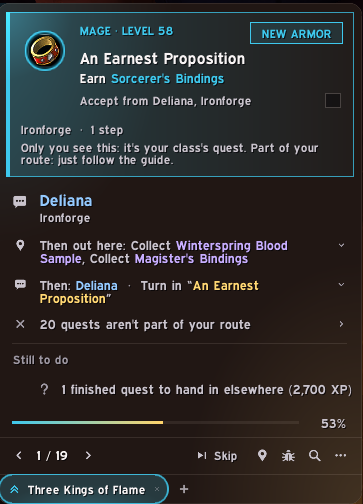 MAGE · LEVEL 58
NEW ARMOR
An Earnest Proposition
Earn Sorcerer's Bindings
Accept from Deliana, Ironforge
Ironforge · 1 step
Only you see this: it's your class's quest. Part of your
route: just follow the guide.
Deliana
Ironforge
Then out here: Collect Winterspring Blood
Sample, Collect Magister's Bindings
Then: Deliana · Turn in “An Earnest
Proposition”
20 quests aren't part of your route
Still to do
? 1 finished quest to hand in elsewhere (2,700 XP)
53%
1 / 19
Skip
Three Kings of Flame